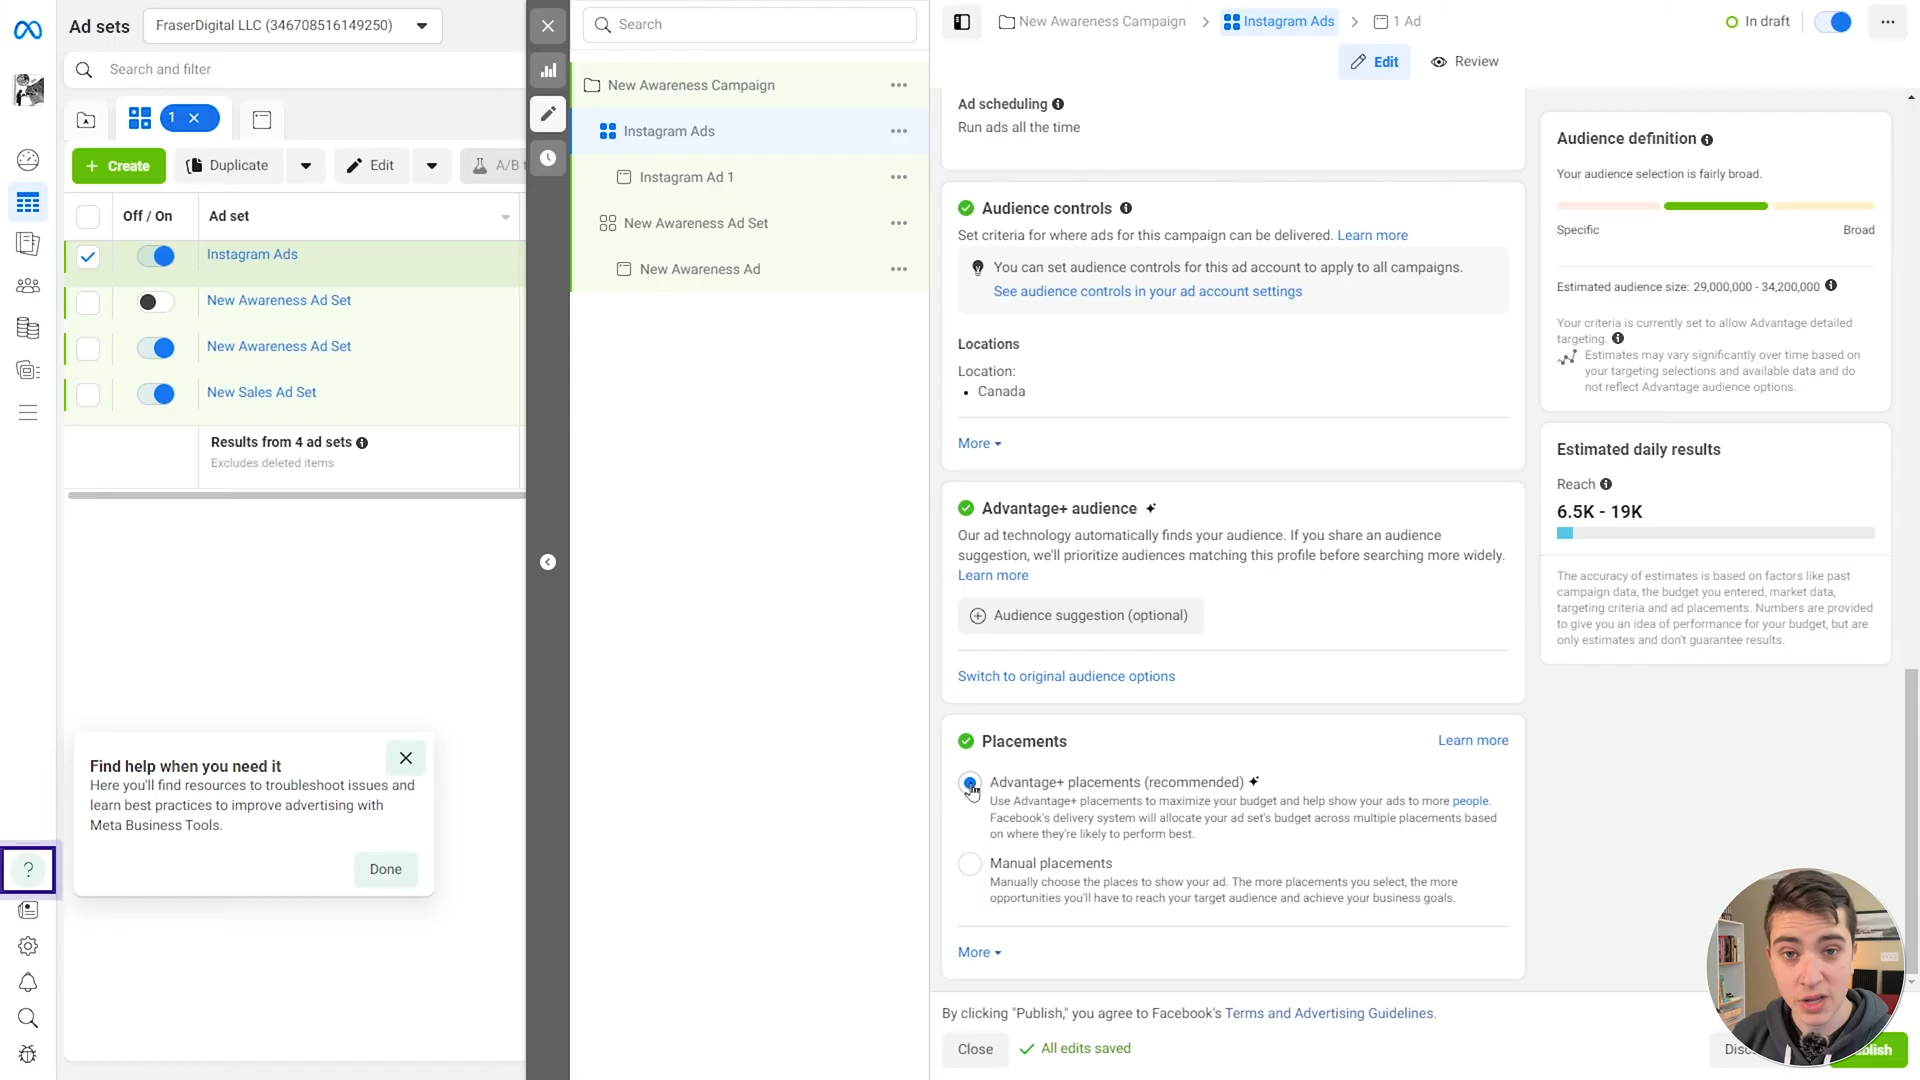 Ad sets
FraserDigital LLC (346708516149250)
Search and filter
1
Create
Duplicate
Edit
A/B t
Off / On
Ad set
Instagram Ads
New Awareness Ad Set
New Awareness Ad Set
New Sales Ad Set
Results from 4 ad sets
Excludes deleted items
Find help when you need it
Here you'll find resources to troubleshoot issues and
learn best practices to improve advertising with
Meta Business Tools.
Done
Search
New Awareness Campaign
Instagram Ads
Instagram Ad 1
New Awareness Ad Set
New Awareness Ad
New Awareness Campaign
Instagram Ads
1 Ad
In draft
Edit
Review
Ad scheduling
Run ads all the time
Audience controls
Set criteria for where ads for this campaign can be delivered. Learn more
You can set audience controls for this ad account to apply to all campaigns.
See audience controls in your ad account settings
Locations
Location:
Canada
More
Advantage+ audience
Our ad technology automatically finds your audience. If you share an audience
suggestion, we'll prioritize audiences matching this profile before searching more widely.
Learn more
Audience suggestion (optional)
Switch to original audience options
Placements
Learn more
Advantage+ placements (recommended)
Use Advantage+ placements to maximize your budget and help show your ads to more people.
Facebook's delivery system will allocate your ad set's budget across multiple placements based
on where they're likely to perform best.
Manual placements
Manually choose the places to show your ad. The more placements you select, the more
opportunities you'll have to reach your target audience and achieve your business goals.
More
By clicking "Publish," you agree to Facebook's Terms and Advertising Guidelines.
Close
All edits saved
Audience definition
Your audience selection is fairly broad.
Specific
Broad
Estimated audience size: 29,000,000 - 34,200,000
Your criteria is currently set to allow Advantage detailed
targeting.
Estimates may vary significantly over time based on
your targeting selections and available data and do
not reflect Advantage audience options.
Estimated daily results
Reach
6.5K - 19K
The accuracy of estimates is based on factors like past
campaign data, the budget you entered, market data,
targeting criteria and ad placements. Numbers are provided
to give you an idea of performance for your budget, but are
only estimates and don't guarantee results.